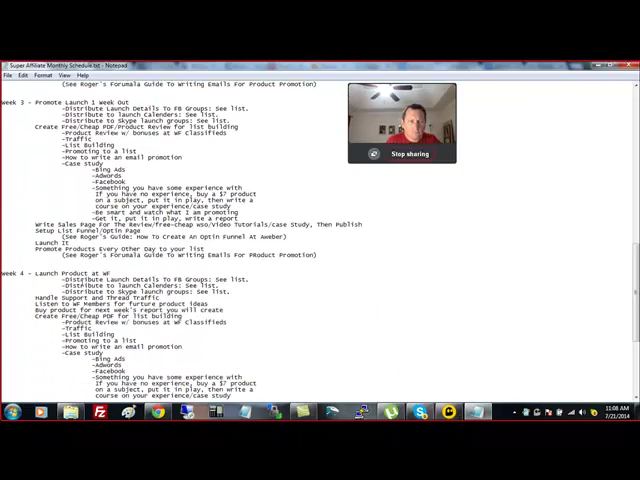 Super Affiliate Monthly Schedule.txt - Notepad
File Edit Format View Help
(See Roger's Forumala Guide To Writing Emails For Product Promotion)
Week 3 - Promote Launch 1 Week Out
-Distribute Launch Details To FB Groups: See list.
-Distribute to launch Calenders: See list.
-Distribute to Skype launch groups: See list.
Create Free/Cheap PDF/Product Review for list building
-Product Review w/ bonuses at WF Classifieds
-Traffic
-List Building
-Promoting to a list
-How to write an email promotion
-Case study
-Bing Ads
-Adwords
-Facebook
-Something you have some experience with
If you have no experience, buy a $7 product
on a subject, put it in play, then write a
course on your experience/case study
-Be smart and watch what I am promoting
-Get it, put it in play, write a report
Write Sales Page For The Review/free-cheap wso/Video Tutorials/case Study, Then Publish
Setup List Funnel/Optin Page
(See Roger's Guide: How To Create An Optin Funnel At Aweber)
Launch It
Promote Products Every Other Day to your list
(See Roger's Forumala Guide To Writing Emails For PRoduct Promotion)
Week 4 - Launch Product at WF
-Distribute Launch Details To FB Groups: See list.
-Distribute to launch Calenders: See list.
-Distribute to Skype launch groups: See list.
Handle Support and Thread Traffic
Listen to WF Members for furture product ideas
Buy product for next week's report you will create
Create Free/Cheap PDF for list building
-Product Review w/ bonuses at WF Classifieds
-Traffic
-List Building
-Promoting to a list
-How to write an email promotion
-Case study
-Bing Ads
-Adwords
-Facebook
-Something you have some experience with
If you have no experience, buy a $7 product
on a subject, put it in play, then write a
course on your experience/case study
Stop sharing
11:08 AM
7/21/2014